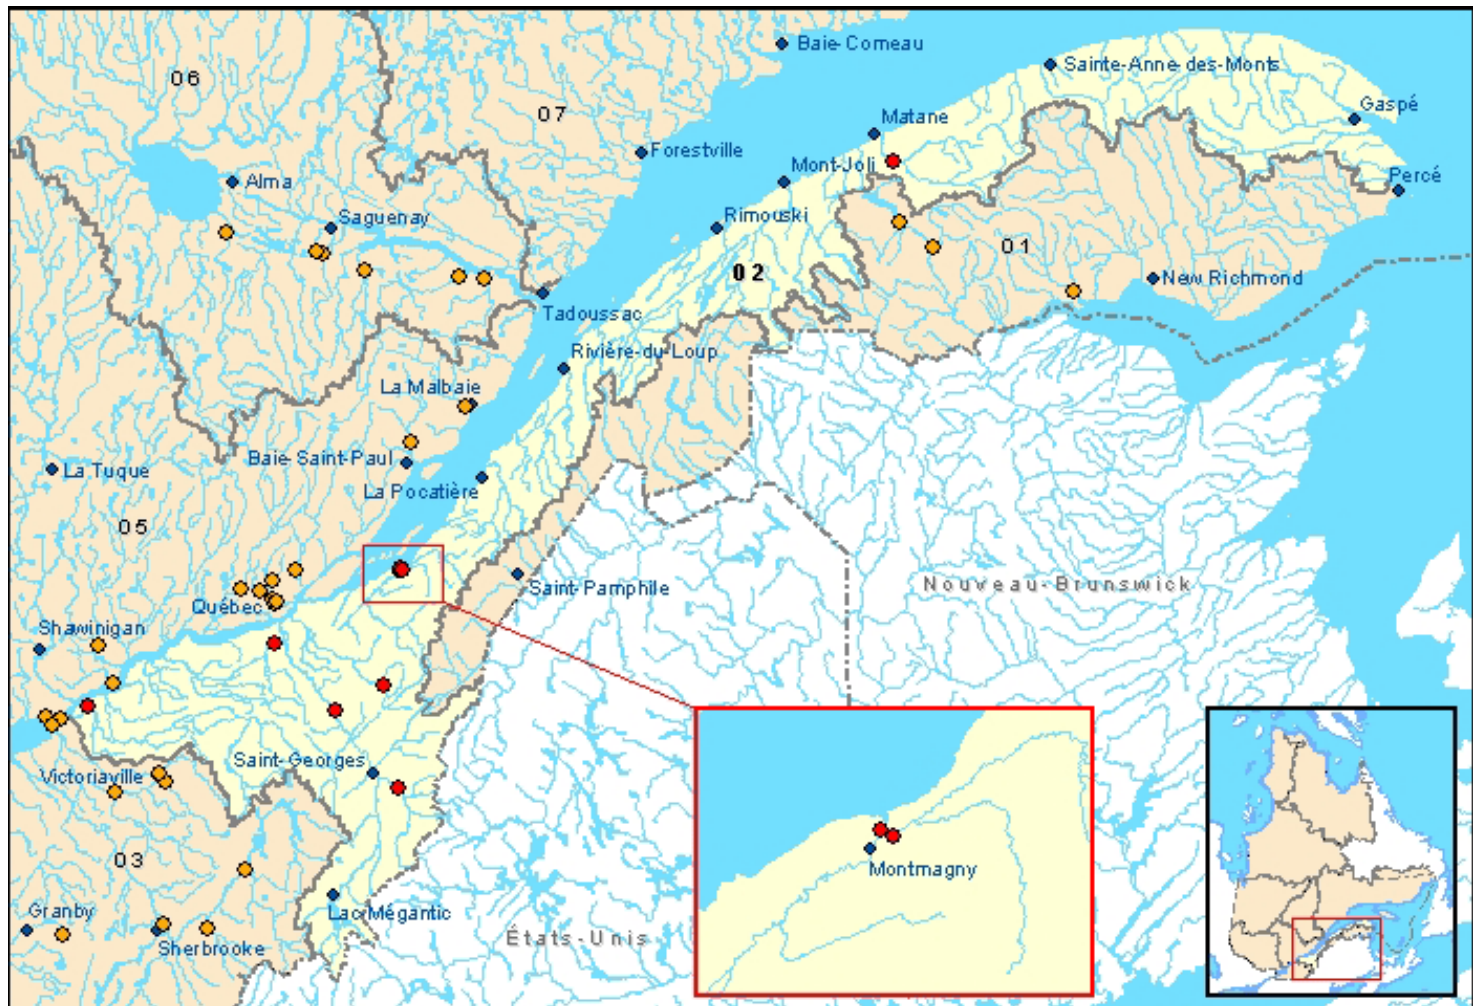 Baie-Comeau
Sainte-Anne-des-Monts
06
07
Gaspé
Matane
Forestville
Mont-Joli
Percé
Alma
Saguenay
Rimouski
01
02
New Richmond
Tadoussac
Rivière-du-Loup
La Malbaie
Baie-Saint-Paul
La Tuque
La Pocatière
05
Saint-Pamphile
Nouveau-Brunswick
Québec
Shawinigan
Saint-Georges
Victoriaville
03
Montmagny
Granby
Lac-Mégantic
Sherbrooke
États-Unis